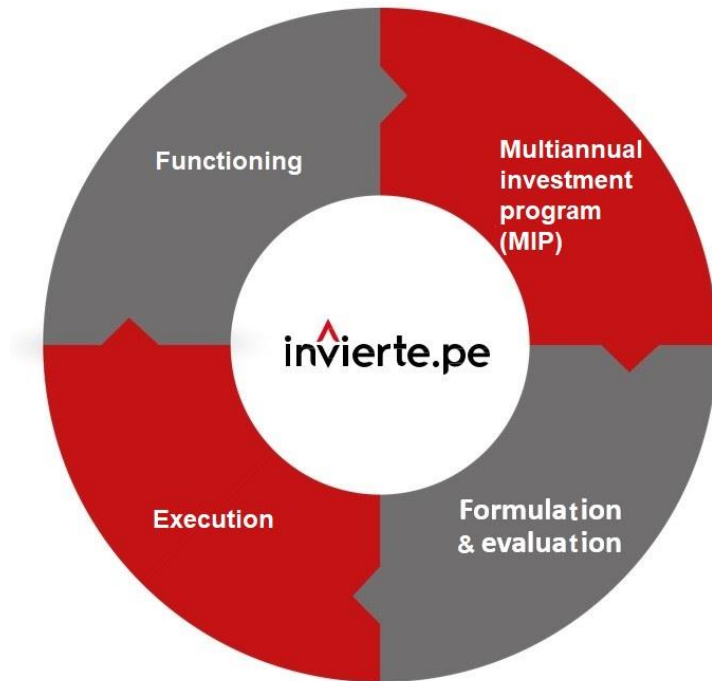 Functioning
Multiannual
investment
program
(MIP)
invierte.pe
Execution
Formulation
& evaluation